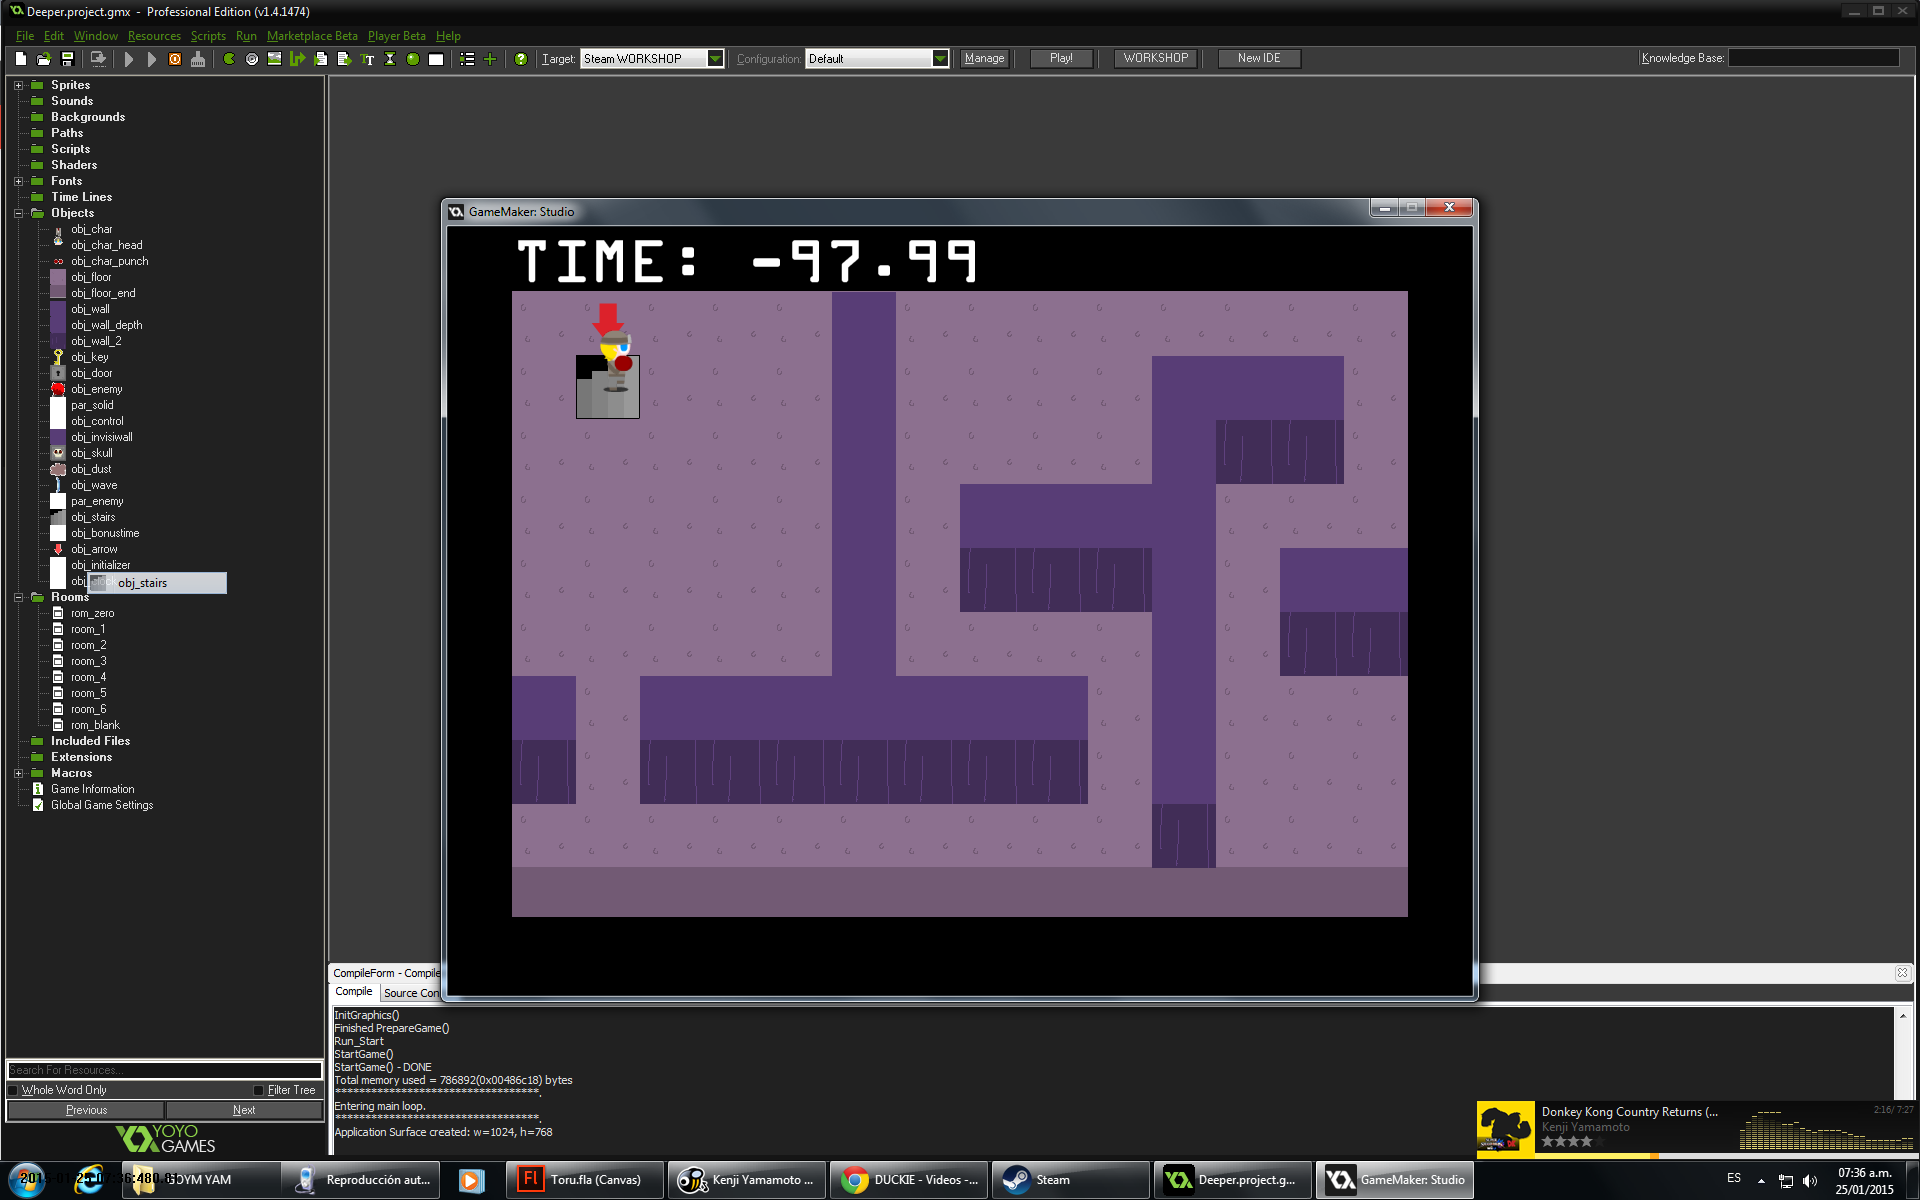 Deeper.project.gmx - Professional Edition (v1.4.1474)
File Edit Window Resources Scripts Run Marketplace Beta Player Beta Help
Target: Steam WORKSHOP Configuration: Default Manage Play! WORKSHOP New IDE Knowledge Base:
Sprites
Sounds
Backgrounds
Paths
Scripts
Shaders
Fonts
Time Lines
Objects
obj_char
obj_char_head
obj_char_punch
obj_floor
obj_floor_end
obj_wall
obj_wall_depth
obj_wall_2
obj_key
obj_door
obj_enemy
par_solid
obj_control
obj_invisiwall
obj_skull
obj_dust
obj_wave
par_enemy
obj_stairs
obj_bonustime
obj_arrow
obj_initializer
obj_stairs
Rooms
rom_zero
room_1
room_2
room_3
room_4
room_5
room_6
rom_blank
Included Files
Extensions
Macros
Game Information
Global Game Settings
Search For Resources...
Whole Word Only Filter Tree
Previous Next
YOYO GAMES
GameMaker: Studio
TIME: -97.99
CompileForm - Compile
Compile Source Con
InitGraphics()
Finished PrepareGame()
Run_Start
StartGame()
StartGame() - DONE
Total memory used = 786892(0x00486c18) bytes
**********************************.
Entering main loop.
**********************************.
Application Surface created: w=1024, h=768
Donkey Kong Country Returns (...
2:16/ 7:27
Kenji Yamamoto
YAM Reproducción aut... Toru.fla (Canvas) Kenji Yamamoto ... DUCKIE - Videos -... Steam Deeper.project.g... GameMaker: Studio ES
07:36 a.m.
25/01/2015